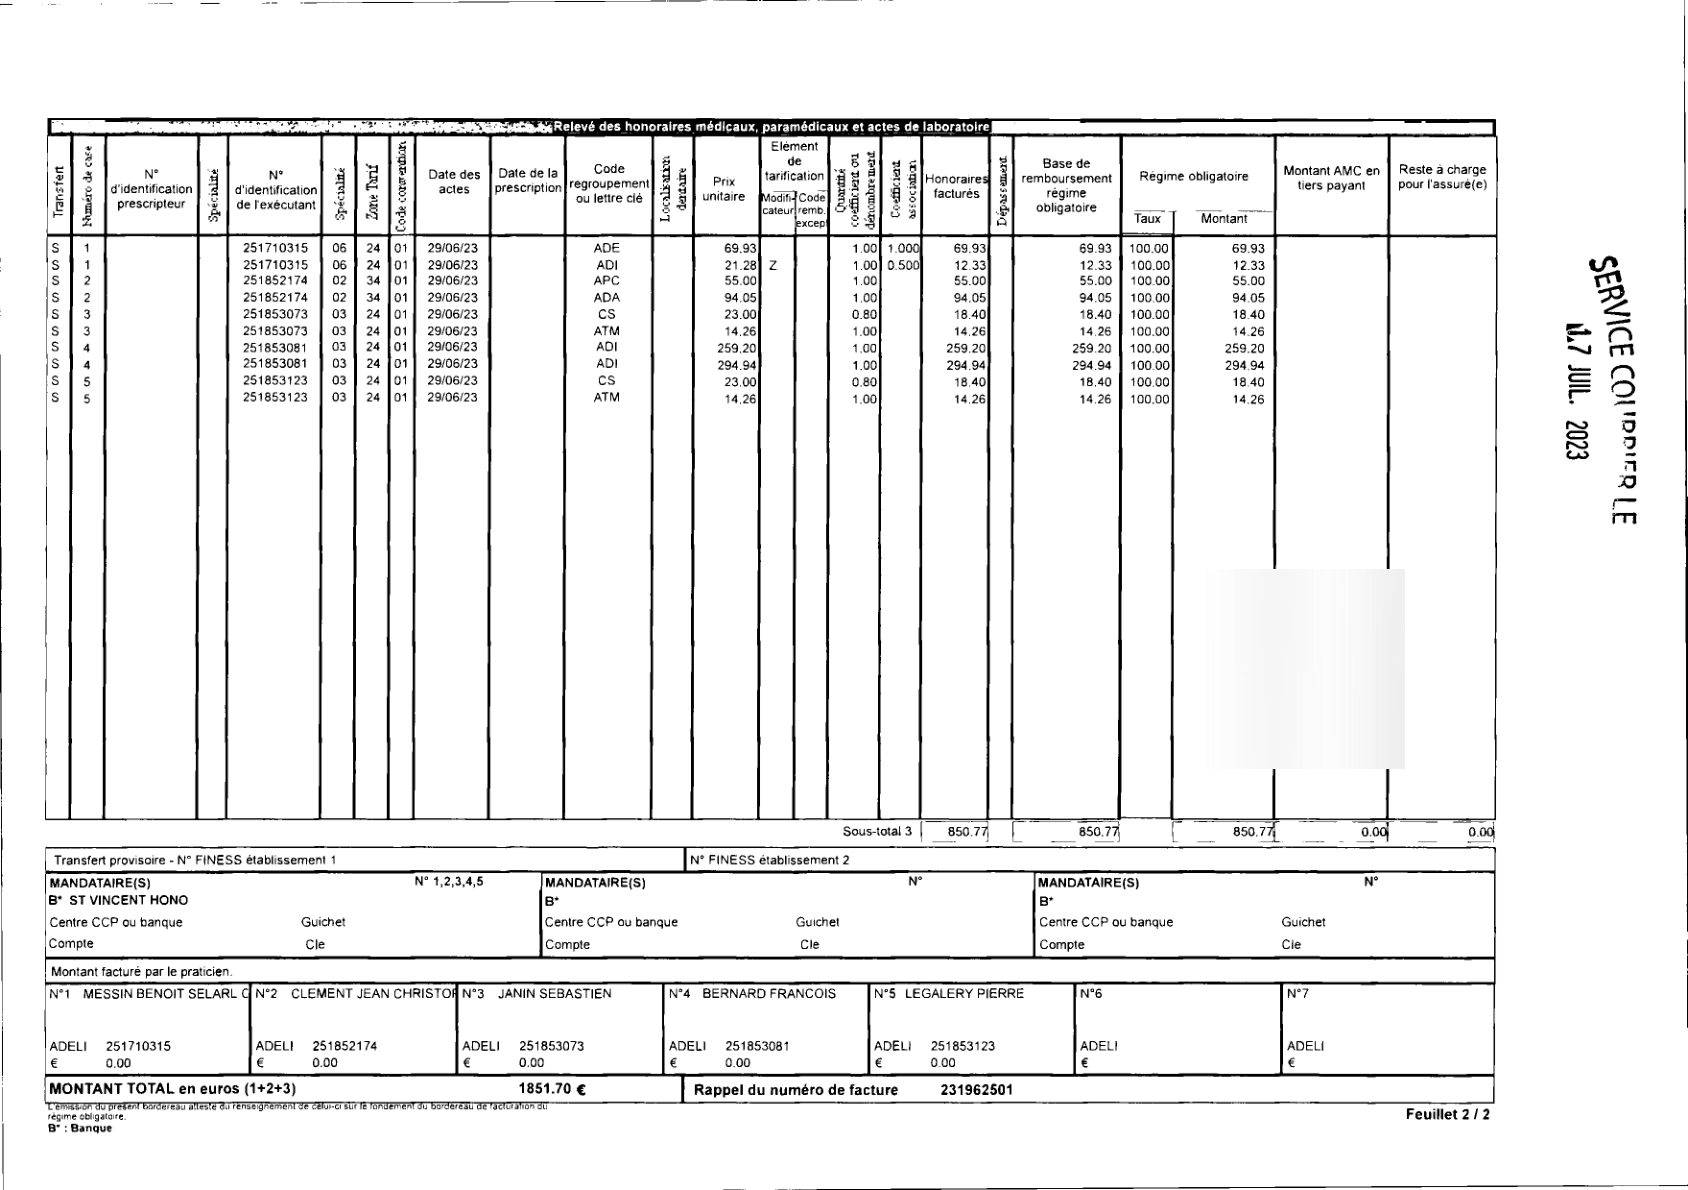 Relevé des honoraires médicaux, paramédicaux et actes de laboratoire
Transfert
Numéro de case
N° d'identification prescripteur
Spécialité
N° d'identification de l'exécutant
Spécialité
Zone Tarif
Code convention
Date des actes
Date de la prescription
Code regroupement ou lettre clé
Localisation dentaire
Prix unitaire
Elément de tarification
Modifi-cateur
Code remb. except
Quantité coefficient ou dénombrement
Coefficient association
Honoraires facturés
Dépassement
Base de remboursement régime obligatoire
Régime obligatoire
Taux
Montant
Montant AMC en tiers payant
Reste à charge pour l'assuré(e)
S 1 251710315 06 24 01 29/06/23 ADE 69.93 1.00 1.000 69.93 69.93 100.00 69.93
S 1 251710315 06 24 01 29/06/23 ADI 21.28 Z 1.00 0.500 12.33 12.33 100.00 12.33
S 2 251852174 02 34 01 29/06/23 APC 55.00 1.00 55.00 55.00 100.00 55.00
S 2 251852174 02 34 01 29/06/23 ADA 94.05 1.00 94.05 94.05 100.00 94.05
S 3 251853073 03 24 01 29/06/23 CS 23.00 0.80 18.40 18.40 100.00 18.40
S 3 251853073 03 24 01 29/06/23 ATM 14.26 1.00 14.26 14.26 100.00 14.26
S 4 251853081 03 24 01 29/06/23 ADI 259.20 1.00 259.20 259.20 100.00 259.20
S 4 251853081 03 24 01 29/06/23 ADI 294.94 1.00 294.94 294.94 100.00 294.94
S 5 251853123 03 24 01 29/06/23 CS 23.00 0.80 18.40 18.40 100.00 18.40
S 5 251853123 03 24 01 29/06/23 ATM 14.26 1.00 14.26 14.26 100.00 14.26
Sous-total 3 850.77 850.77 850.77 0.00 0.00
Transfert provisoire - N° FINESS établissement 1
N° FINESS établissement 2
MANDATAIRE(S) N° 1,2,3,4,5
B* ST VINCENT HONO
Centre CCP ou banque Guichet
Compte Cle
MANDATAIRE(S) N°
B*
Centre CCP ou banque Guichet
Compte Cle
MANDATAIRE(S) N°
B*
Centre CCP ou banque Guichet
Compte Cle
Montant facturé par le praticien.
N°1 MESSIN BENOIT SELARL C
ADELI 251710315
€ 0.00
N°2 CLEMENT JEAN CHRISTOF
ADELI 251852174
€ 0.00
N°3 JANIN SEBASTIEN
ADELI 251853073
€ 0.00
N°4 BERNARD FRANCOIS
ADELI 251853081
€ 0.00
N°5 LEGALERY PIERRE
ADELI 251853123
€ 0.00
N°6
ADELI
€
N°7
ADELI
€
MONTANT TOTAL en euros (1+2+3) 1851.70 €
Rappel du numéro de facture 231962501
L'emission du present bordereau atteste du renseignement de celui-ci sur le fondement du bordereau de facturation du
régime obligatoire.
B* : Banque
Feuillet 2 / 2
SERVICE COURRIER LE
17 JUIL. 2023